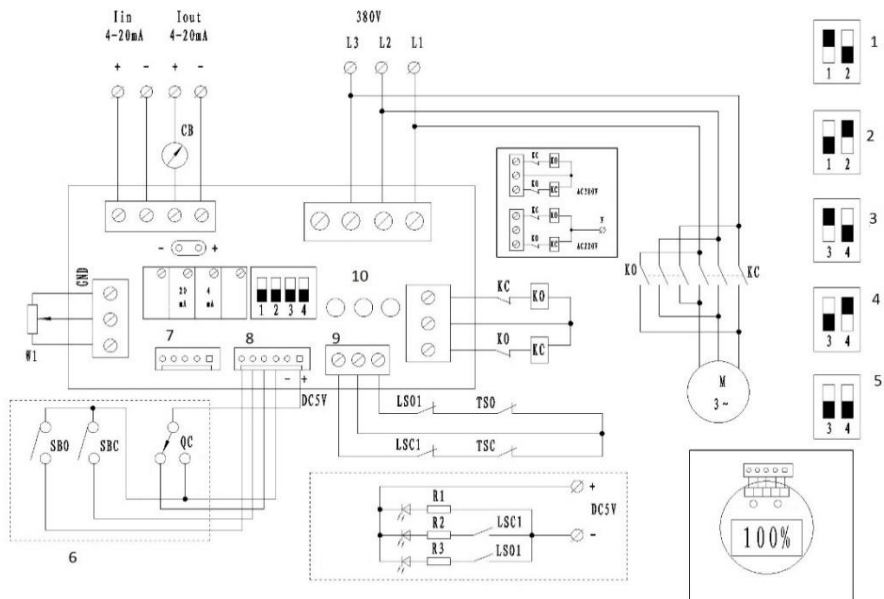 Iin Iout 380V
4-20mA 4-20mA
L3 L2 L1
+ - + -
1
1 2
CB
2
1 2
KC KO
KO KC AC380V
KC KO N
KO KC AC220V
3
3 4
- +
GND
20 mA 4 mA
1 2 3 4
10
KO KC
KC KO
4
3 4
W1
7 8 9
KO KC
M
3~
5
3 4
- +
DC5V
LSO1 TSO
SBO SBC QC
LSC1 TSC
+
R1 DC5V
R2 LSC1
-
R3 LSO1
100%
6